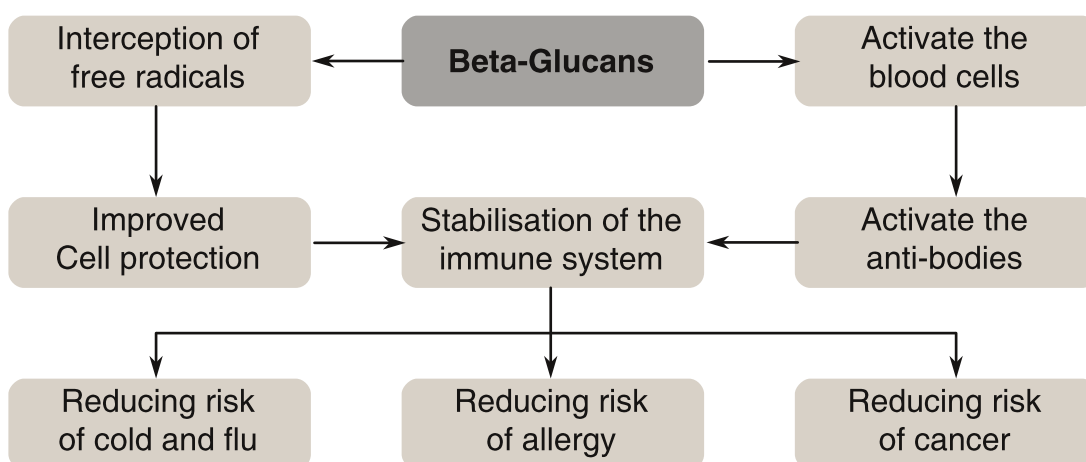 Interception of
free radicals
Beta-Glucans
Activate the
blood cells
Improved
Cell protection
Stabilisation of the
immune system
Activate the
anti-bodies
Reducing risk
of cold and flu
Reducing risk
of allergy
Reducing risk
of cancer